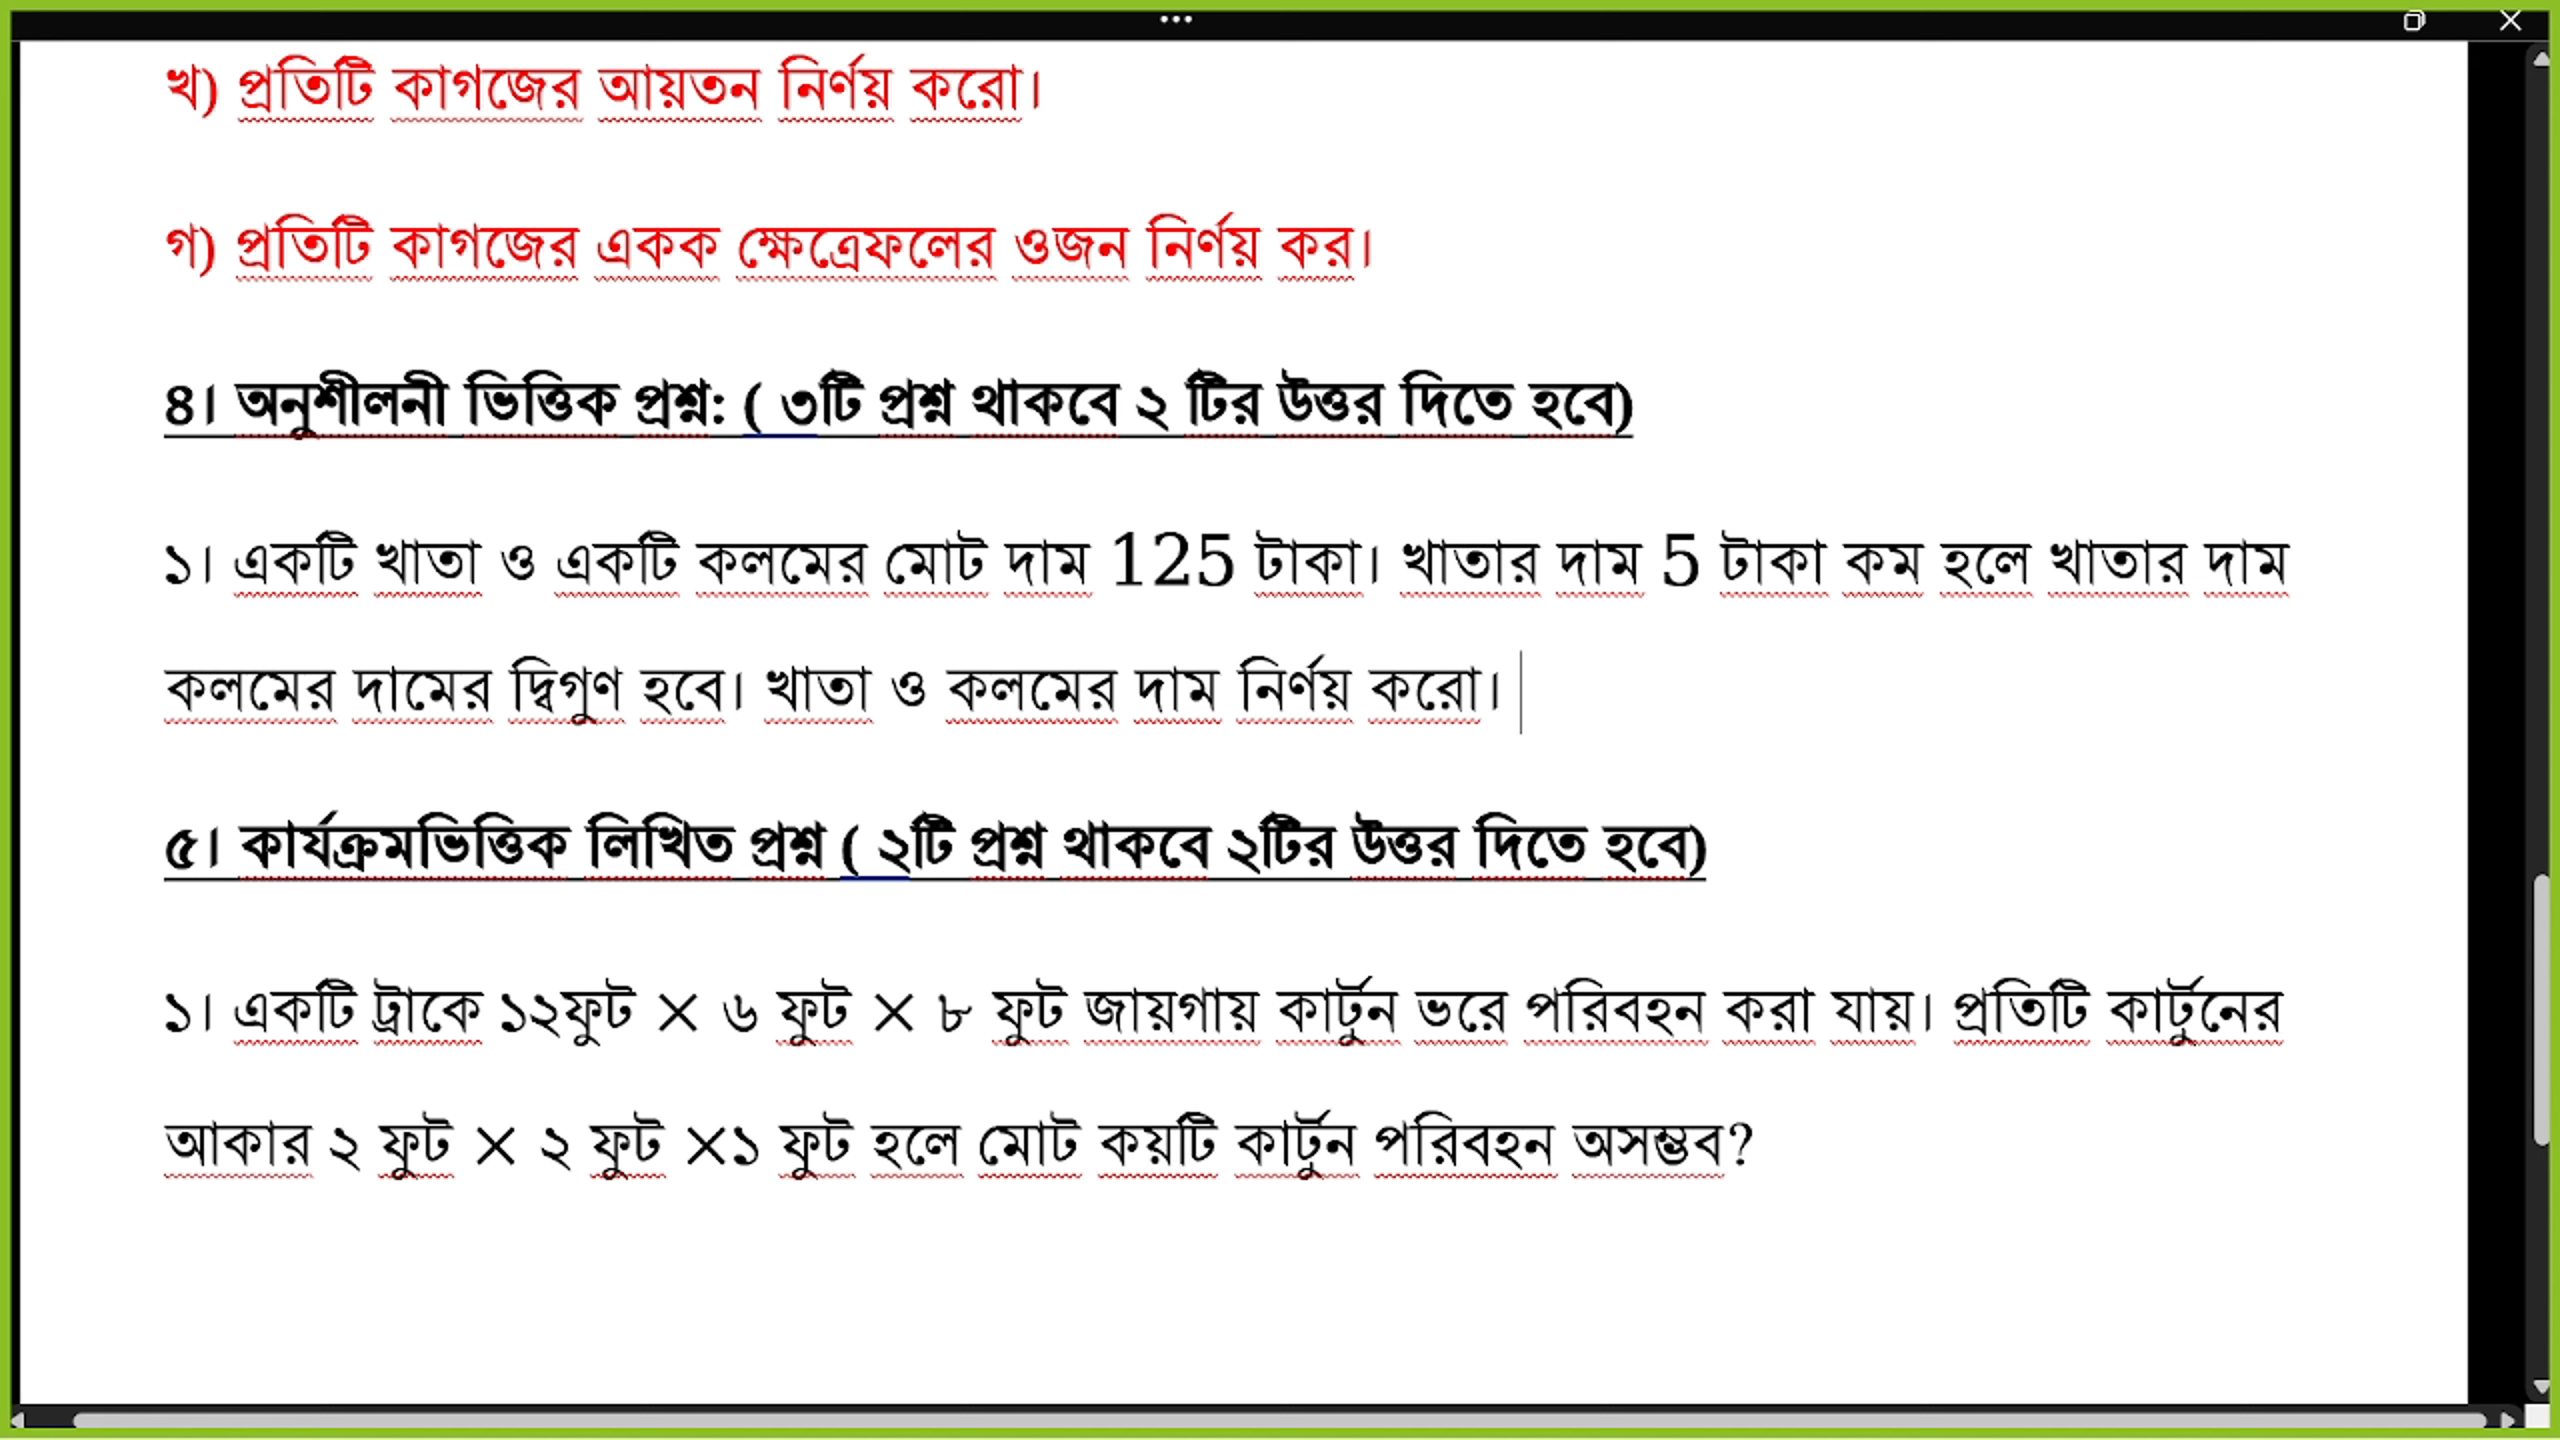 খ) প্রতিটি কাগজের আয়তন নির্ণয় করো।
গ) প্রতিটি কাগজের একক ক্ষেত্রেফলের ওজন নির্ণয় কর।
৪। অনুশীলনী ভিত্তিক প্রশ্ন: ( ৩টি প্রশ্ন থাকবে ২ টির উত্তর দিতে হবে)
১। একটি খাতা ও একটি কলমের মোট দাম 125 টাকা। খাতার দাম 5 টাকা কম হলে খাতার দাম
কলমের দামের দ্বিগুণ হবে। খাতা ও কলমের দাম নির্ণয় করো।
৫। কার্যক্রমভিত্তিক লিখিত প্রশ্ন ( ২টি প্রশ্ন থাকবে ২টির উত্তর দিতে হবে)
১। একটি ট্রাকে ১২ফুট × ৬ ফুট × ৮ ফুট জায়গায় কার্টুন ভরে পরিবহন করা যায়। প্রতিটি কার্টুনের
আকার ২ ফুট × ২ ফুট ×১ ফুট হলে মোট কয়টি কার্টুন পরিবহন অসম্ভব?